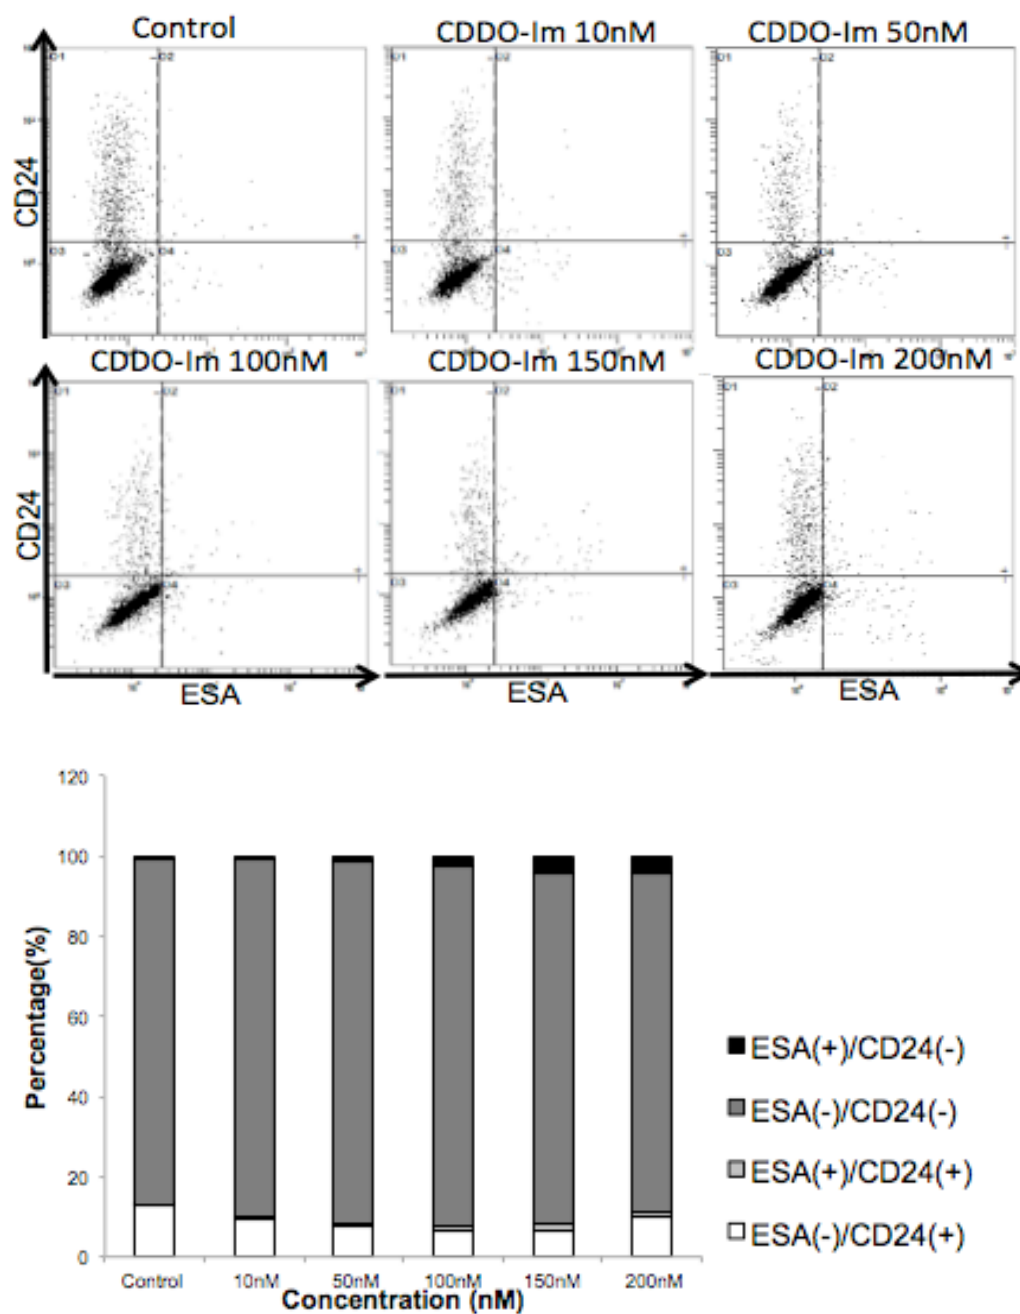 Control
CDDO-Im 10nM
CDDO-Im 50nM
CD24
CDDO-Im 100nM
CDDO-Im 150nM
CDDO-Im 200nM
CD24
ESA
ESA
ESA
120
100
80
60
40
20
0
Percentage(%)
Control
10nM
50nM
100nM
150nM
200nM
Concentration (nM)
ESA(+)/CD24(-)
ESA(-)/CD24(-)
ESA(+)/CD24(+)
ESA(-)/CD24(+)